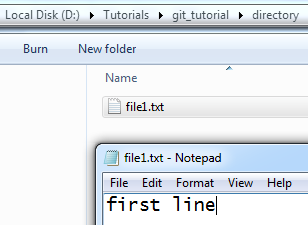 Local Disk (D:) ▸ Tutorials ▸ git_tutorial ▸ directory
Burn New folder
Name
file1.txt
file1.txt - Notepad
File Edit Format View Help
first line